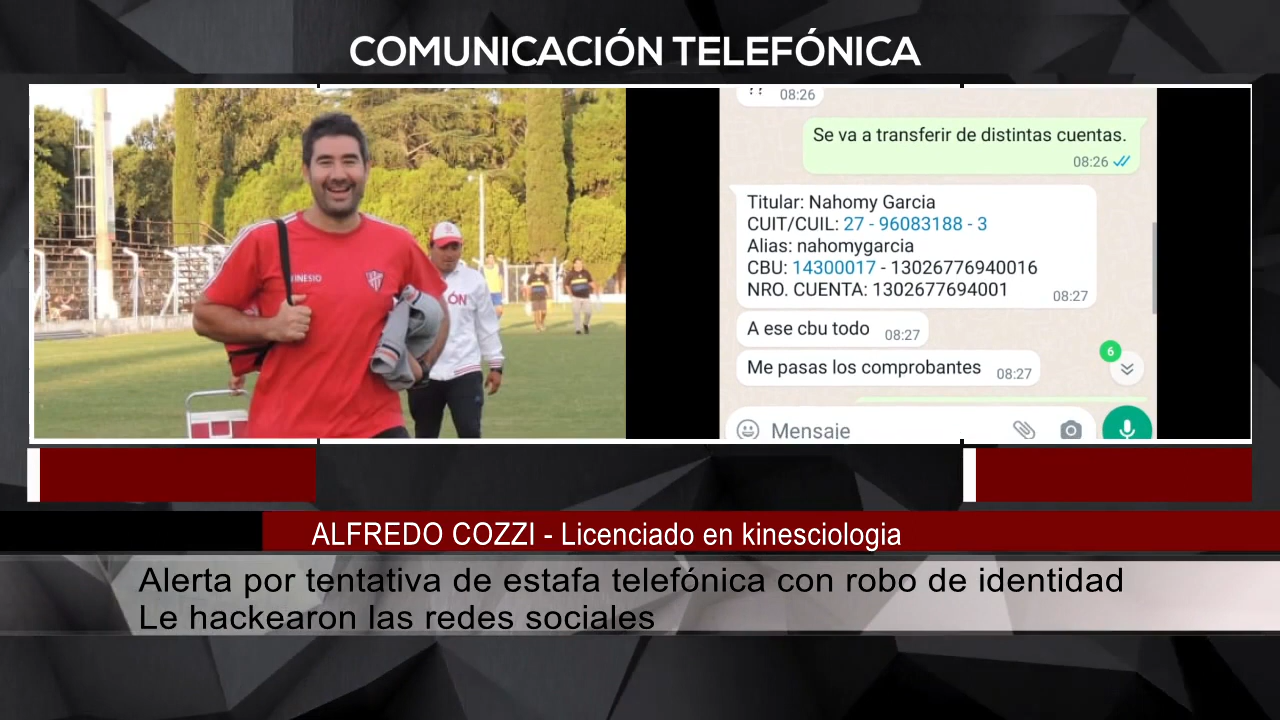 COMUNICACIÓN TELEFÓNICA
08:26
Se va a transferir de distintas cuentas.
08:26
Titular: Nahomy Garcia
CUIT/CUIL: 27 - 96083188 - 3
Alias: nahomygarcia
CBU: 14300017 - 13026776940016
NRO. CUENTA: 1302677694001
08:27
A ese cbu todo 08:27
Me pasas los comprobantes 08:27
6
Mensaje
KINESIO
ÓN
ALFREDO COZZI - Licenciado en kinesciologia
Alerta por tentativa de estafa telefónica con robo de identidad
Le hackearon las redes sociales